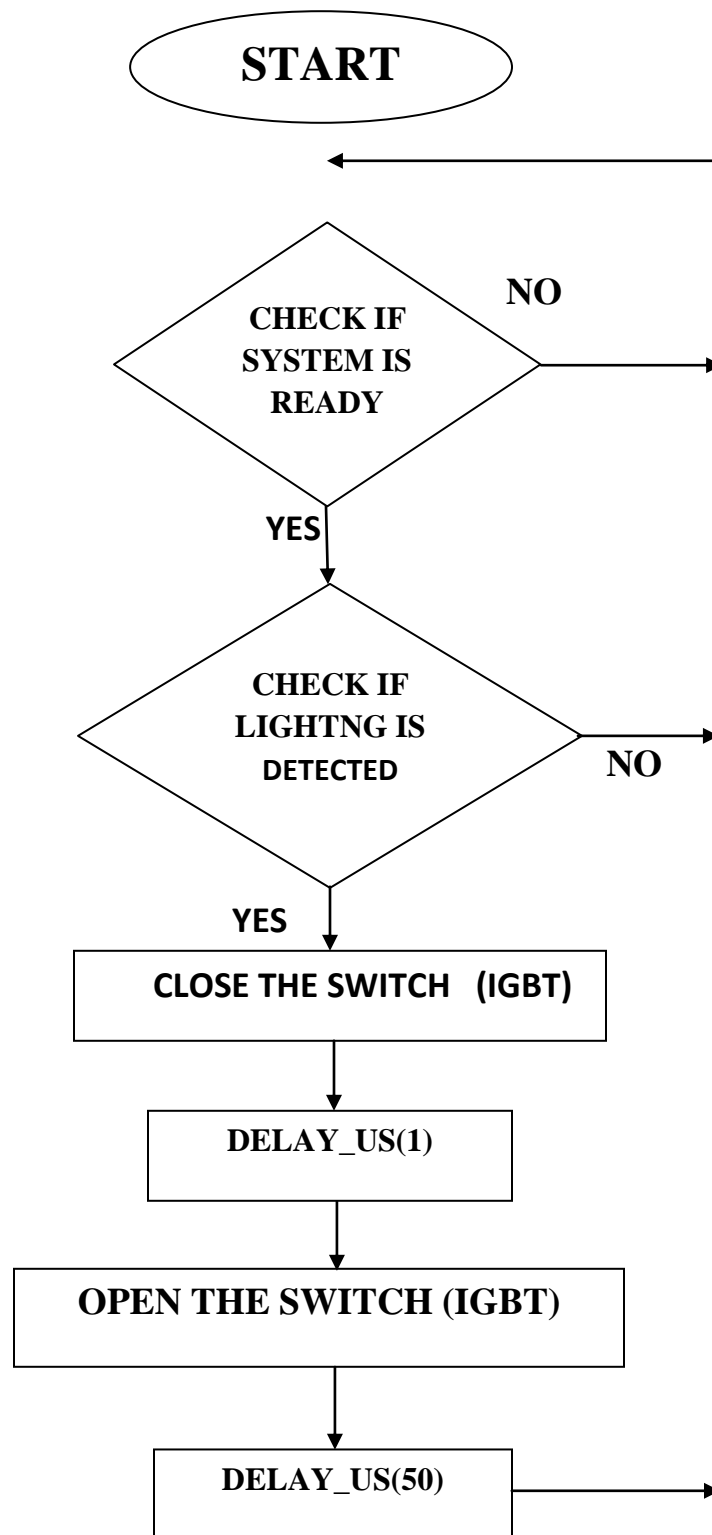 START
NO
CHECK IF
SYSTEM IS
READY
YES
CHECK IF
LIGHTNG IS
DETECTED
NO
YES
CLOSE THE SWITCH (IGBT)
DELAY_US(1)
OPEN THE SWITCH (IGBT)
DELAY_US(50)